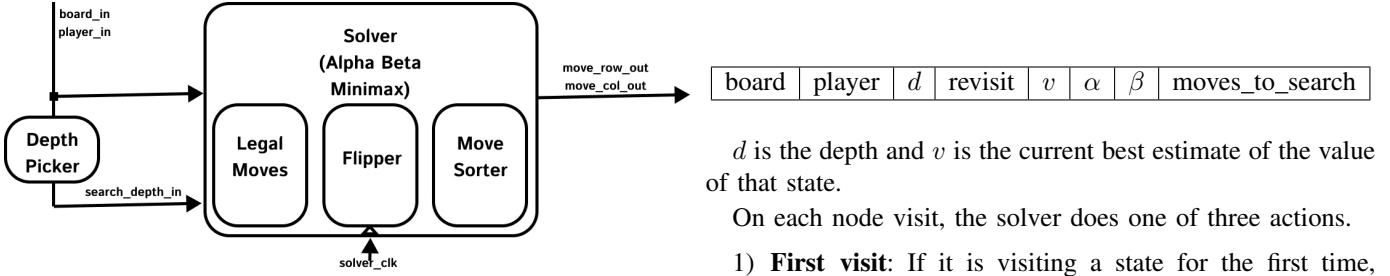 board_in
player_in
Depth
Picker
search_depth_in
Solver
(Alpha Beta
Minimax)
Legal
Moves
Flipper
Move
Sorter
solver_clk
move_row_out
move_col_out
board player d revisit v α β moves_to_search
d is the depth and v is the current best estimate of the value
of that state.
On each node visit, the solver does one of three actions.
1) First visit: If it is visiting a state for the first time,